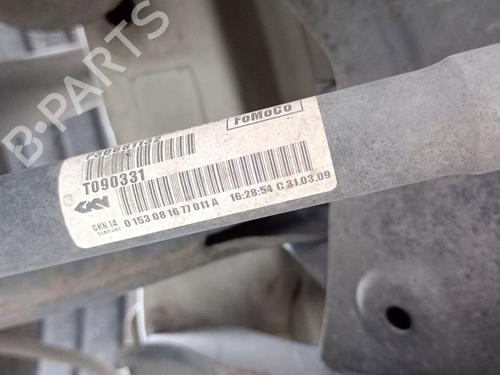 FoMoCo
T090331
GKN
GKN 14
0 153 08 16 77 011 A 16:28:54 C 31.03.09
B-PARTS